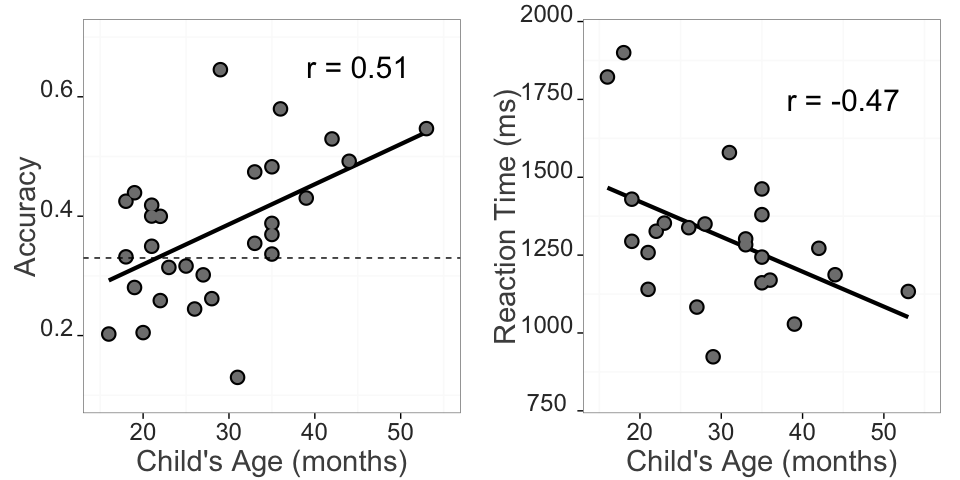 Accuracy
0.6
0.4
0.2
r = 0.51
20 30 40 50
Child's Age (months)
Reaction Time (ms)
2000
1750
1500
1250
1000
750
r = -0.47
20 30 40 50
Child's Age (months)